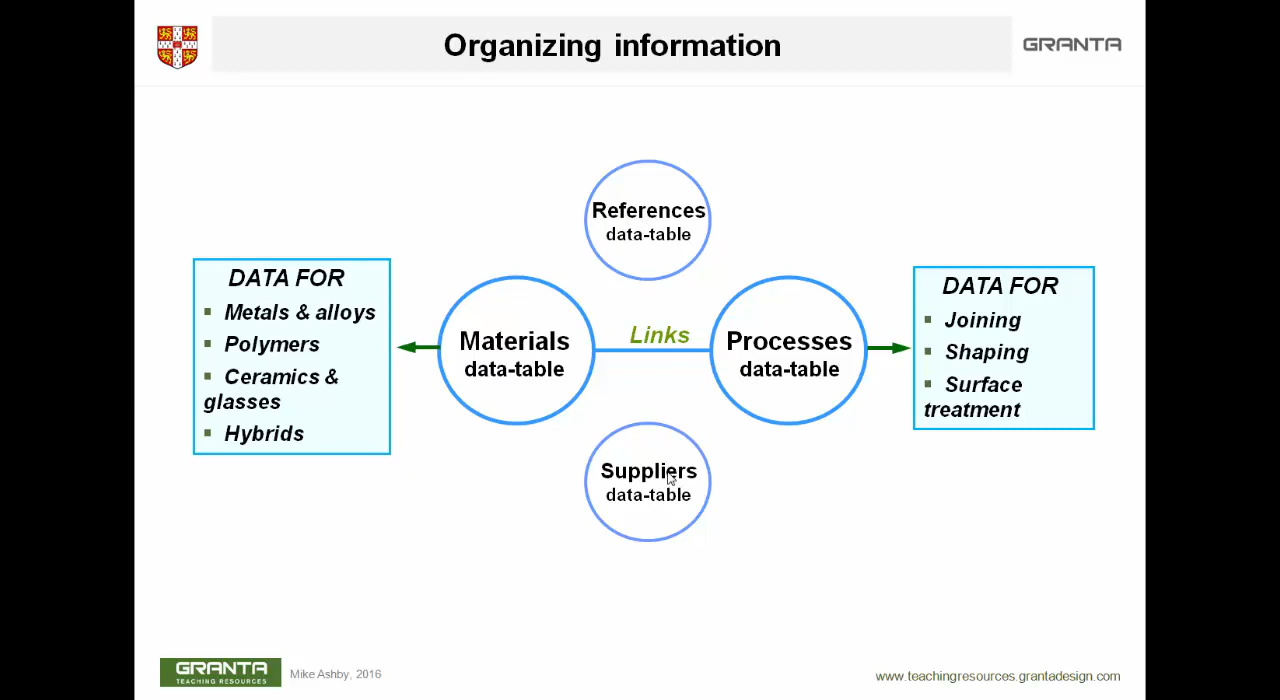 Organizing information
GRANTA
References
data-table
DATA FOR
▪ Metals & alloys
▪ Polymers
▪ Ceramics &
glasses
▪ Hybrids
Materials
data-table
Links
Processes
data-table
DATA FOR
▪ Joining
▪ Shaping
▪ Surface
treatment
Suppliers
data-table
GRANTA
TEACHING RESOURCES
Mike Ashby, 2016
www.teachingresources.grantadesign.com